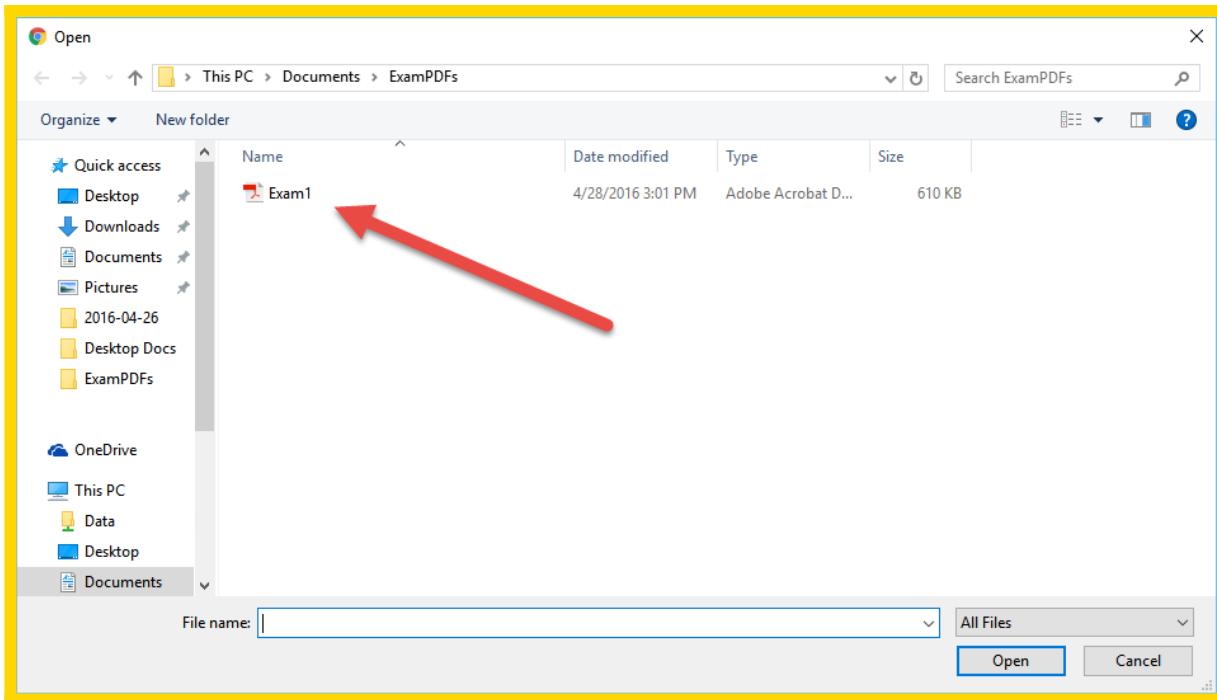 Open
This PC > Documents > ExamPDFs
Search ExamPDFs
Organize
New folder
Quick access
Desktop
Downloads
Documents
Pictures
2016-04-26
Desktop Docs
ExamPDFs
OneDrive
This PC
Data
Desktop
Documents
Name Date modified Type Size
Exam1 4/28/2016 3:01 PM Adobe Acrobat D... 610 KB
File name:
All Files
Open Cancel